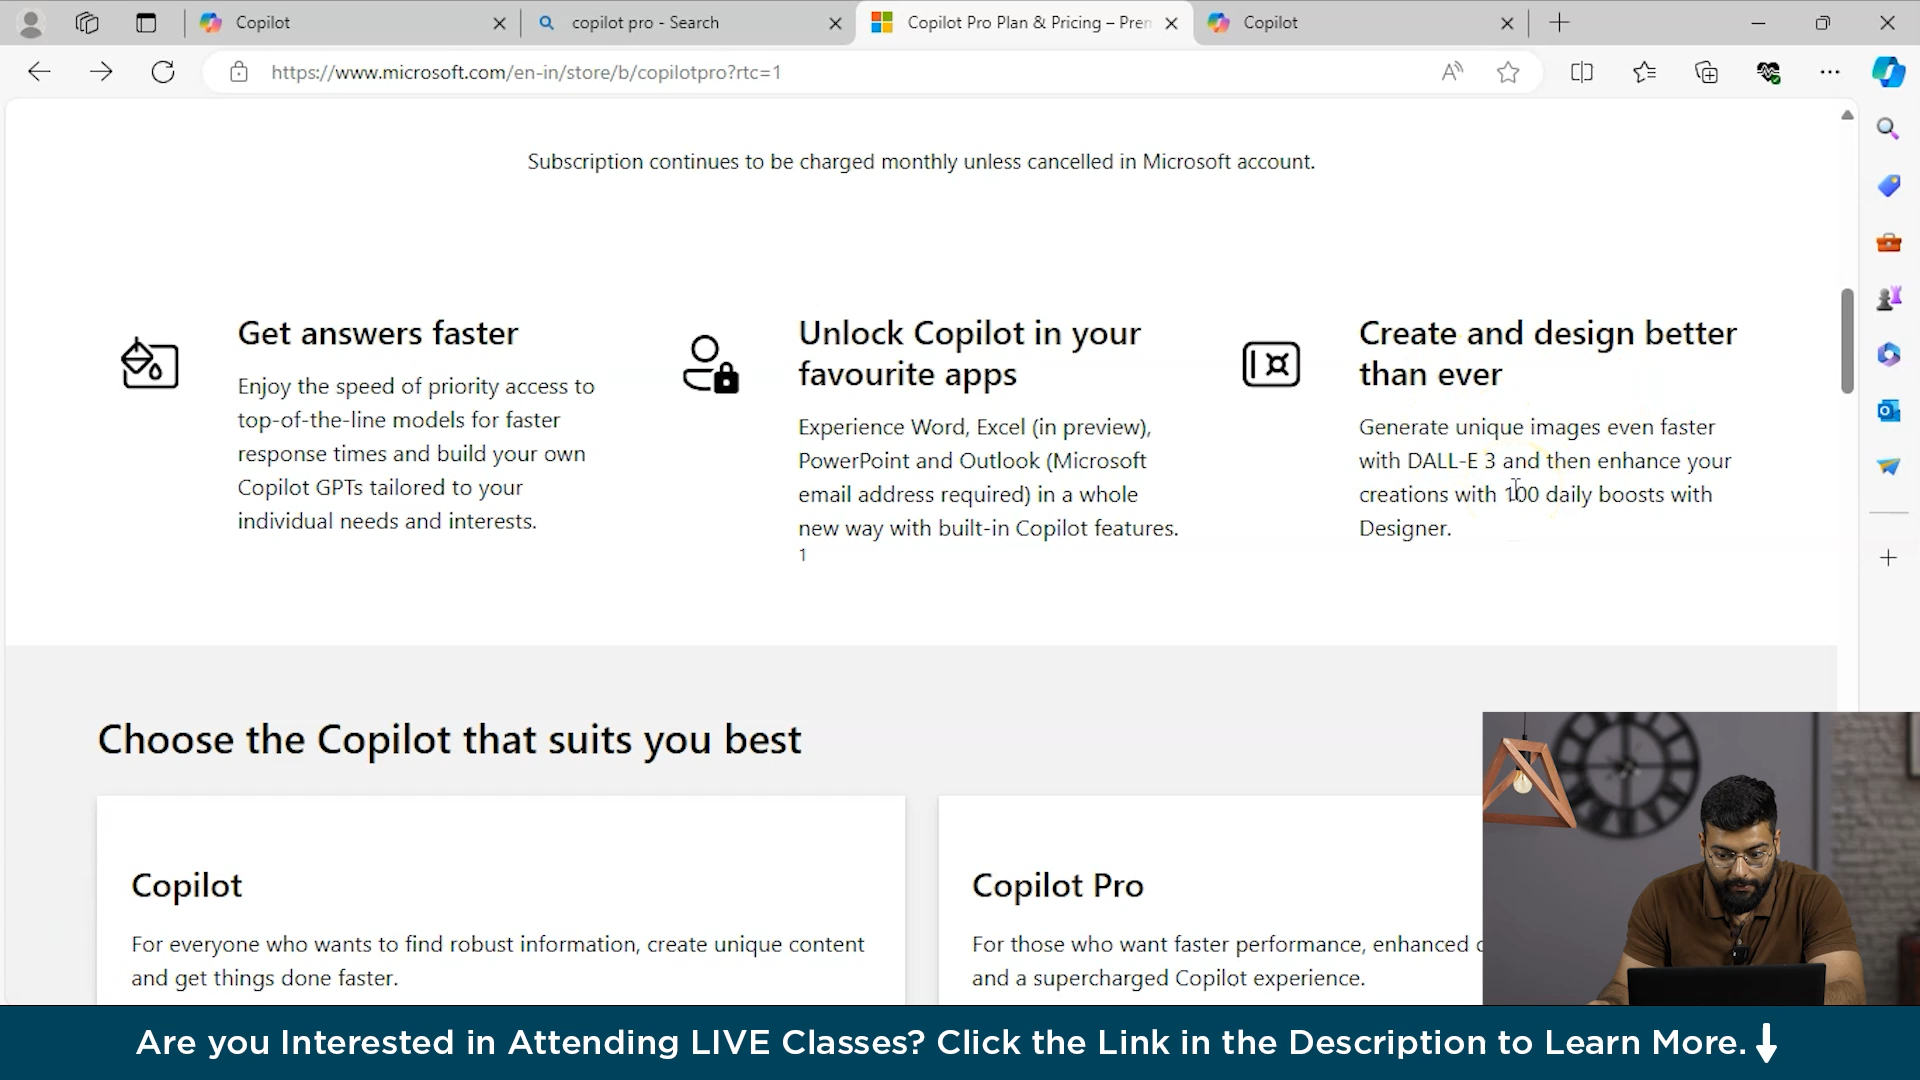 Copilot
copilot pro - Search
Copilot Pro Plan & Pricing – Prer
Copilot
https://www.microsoft.com/en-in/store/b/copilotpro?rtc=1
Subscription continues to be charged monthly unless cancelled in Microsoft account.
Get answers faster
Enjoy the speed of priority access to
top-of-the-line models for faster
response times and build your own
Copilot GPTs tailored to your
individual needs and interests.
Unlock Copilot in your
favourite apps
Experience Word, Excel (in preview),
PowerPoint and Outlook (Microsoft
email address required) in a whole
new way with built-in Copilot features.
1
Create and design better
than ever
Generate unique images even faster
with DALL-E 3 and then enhance your
creations with 100 daily boosts with
Designer.
Choose the Copilot that suits you best
Copilot
For everyone who wants to find robust information, create unique content
and get things done faster.
Copilot Pro
For those who want faster performance, enhanced
and a supercharged Copilot experience.
Are you Interested in Attending LIVE Classes? Click the Link in the Description to Learn More.